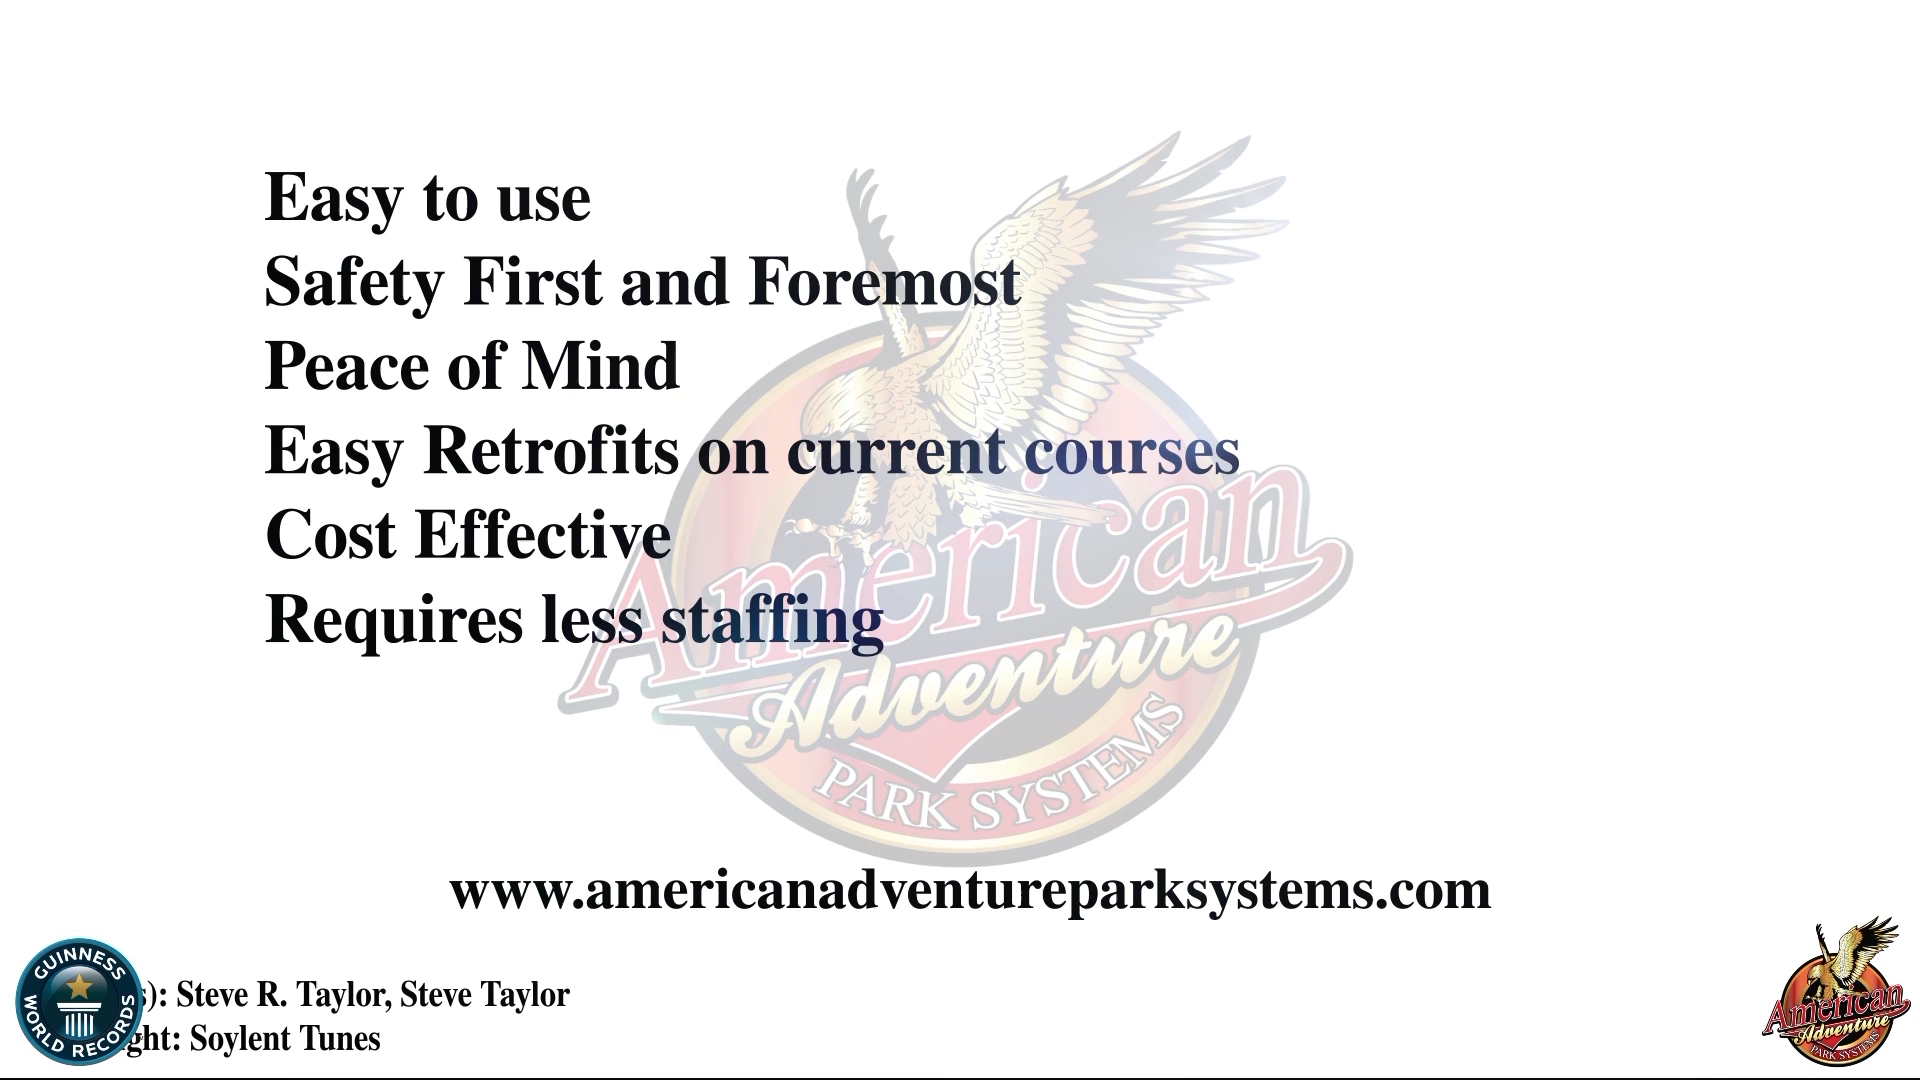 Easy to use
Safety First and Foremost
Peace of Mind
Easy Retrofits on current courses
Cost Effective
Requires less staffing
American
Adventure
PARK SYSTEMS
www.americanadventureparksystems.com
GUINNESS
WORLD RECORDS
Steve R. Taylor, Steve Taylor
Soylent Tunes
American
Adventure
PARK SYSTEMS